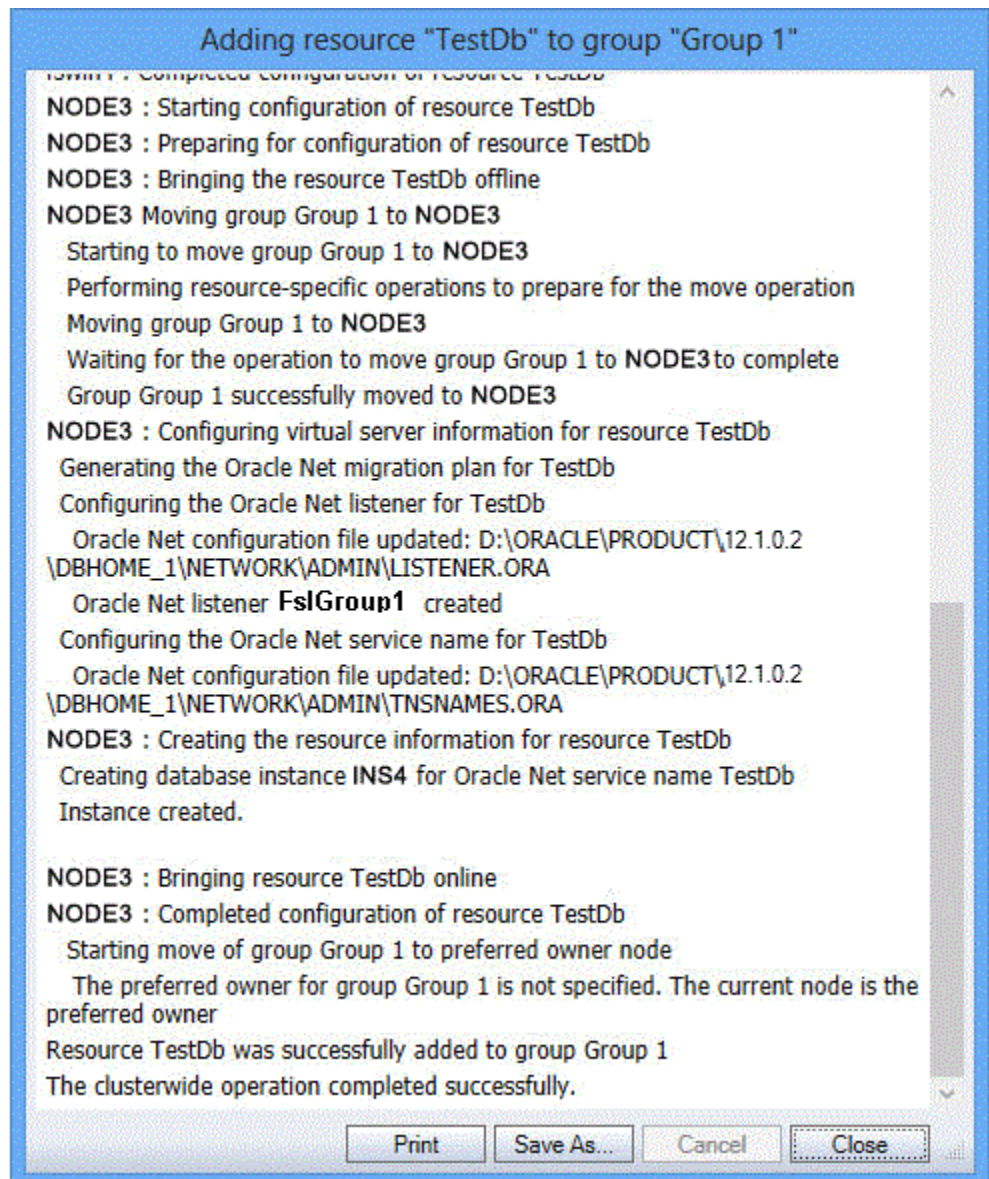 Adding resource "TestDb" to group "Group 1"
: Completed configuration of resource TestDb
NODE3 : Starting configuration of resource TestDb
NODE3 : Preparing for configuration of resource TestDb
NODE3 : Bringing the resource TestDb offline
NODE3 Moving group Group 1 to NODE3
Starting to move group Group 1 to NODE3
Performing resource-specific operations to prepare for the move operation
Moving group Group 1 to NODE3
Waiting for the operation to move group Group 1 to NODE3 to complete
Group Group 1 successfully moved to NODE3
NODE3 : Configuring virtual server information for resource TestDb
Generating the Oracle Net migration plan for TestDb
Configuring the Oracle Net listener for TestDb
Oracle Net configuration file updated: D:\ORACLE\PRODUCT\12.1.0.2
\DBHOME_1\NETWORK\ADMIN\LISTENER.ORA
Oracle Net listener FslGroup1 created
Configuring the Oracle Net service name for TestDb
Oracle Net configuration file updated: D:\ORACLE\PRODUCT\12.1.0.2
\DBHOME_1\NETWORK\ADMIN\TNSNAMES.ORA
NODE3 : Creating the resource information for resource TestDb
Creating database instance INS4 for Oracle Net service name TestDb
Instance created.
NODE3 : Bringing resource TestDb online
NODE3 : Completed configuration of resource TestDb
Starting move of group Group 1 to preferred owner node
The preferred owner for group Group 1 is not specified. The current node is the
preferred owner
Resource TestDb was successfully added to group Group 1
The clusterwide operation completed successfully.
Print
Save As...
Cancel
Close